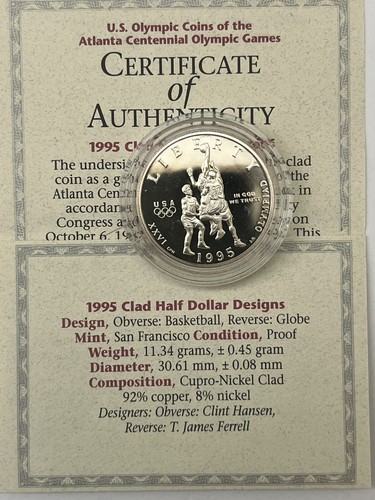 U.S. Olympic Coins of the
Atlanta Centennial Olympic Games
CERTIFICATE
of
AUTHENTICITY
1995 Cl
The undersi clad
coin as a g the
Atlanta Cent in
accordan y
Congress an
October 6, 19 This
LIBERTY
USA
IN GOD
WE TRUST
XXVI OLYMPIAD
1995
1995 Clad Half Dollar Designs
Design, Obverse: Basketball, Reverse: Globe
Mint, San Francisco Condition, Proof
Weight, 11.34 grams, ± 0.45 gram
Diameter, 30.61 mm, ± 0.08 mm
Composition, Cupro-Nickel Clad
92% copper, 8% nickel
Designers: Obverse: Clint Hansen,
Reverse: T. James Ferrell